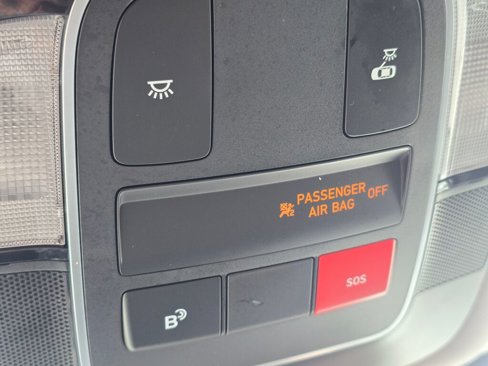 PASSENGER OFF
AIR BAG
SOS
B